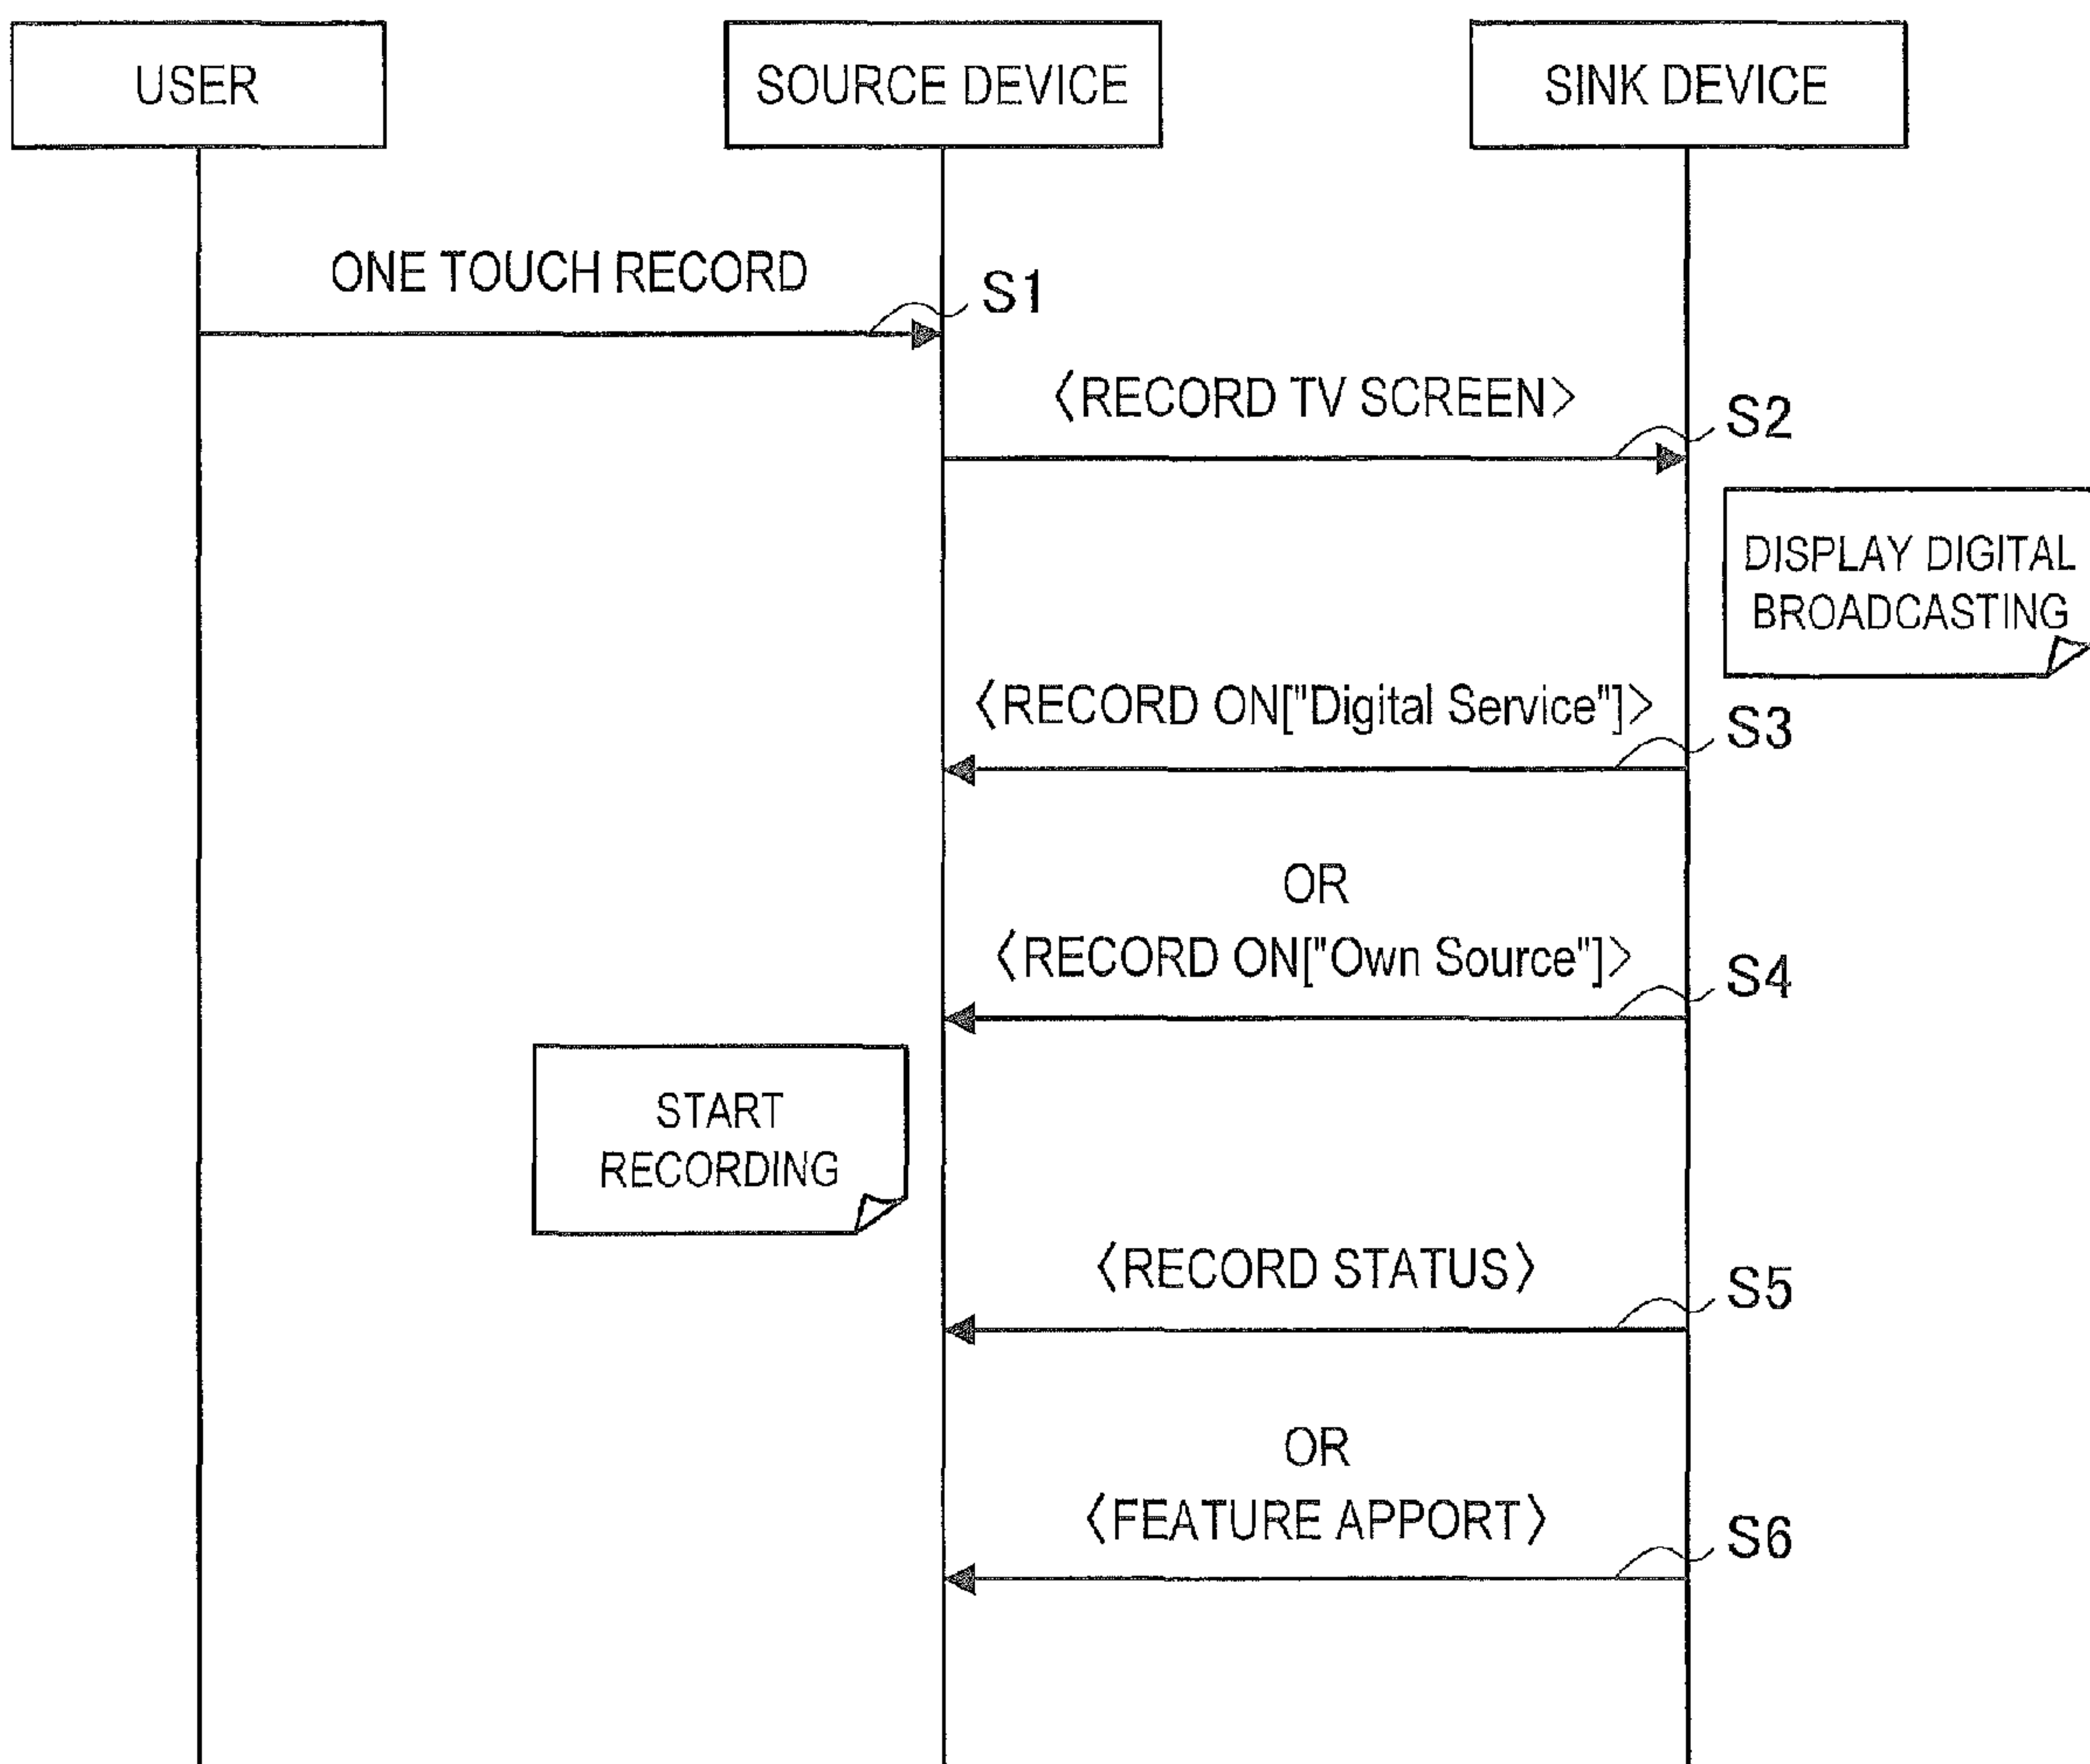 USER
SOURCE DEVICE
SINK DEVICE
ONE TOUCH RECORD
S1
〈RECORD TV SCREEN〉
S2
DISPLAY DIGITAL
BROADCASTING
〈RECORD ON["Digital Service"]〉
S3
OR
〈RECORD ON["Own Source"]〉
S4
START
RECORDING
〈RECORD STATUS〉
S5
OR
〈FEATURE APPORT〉
S6